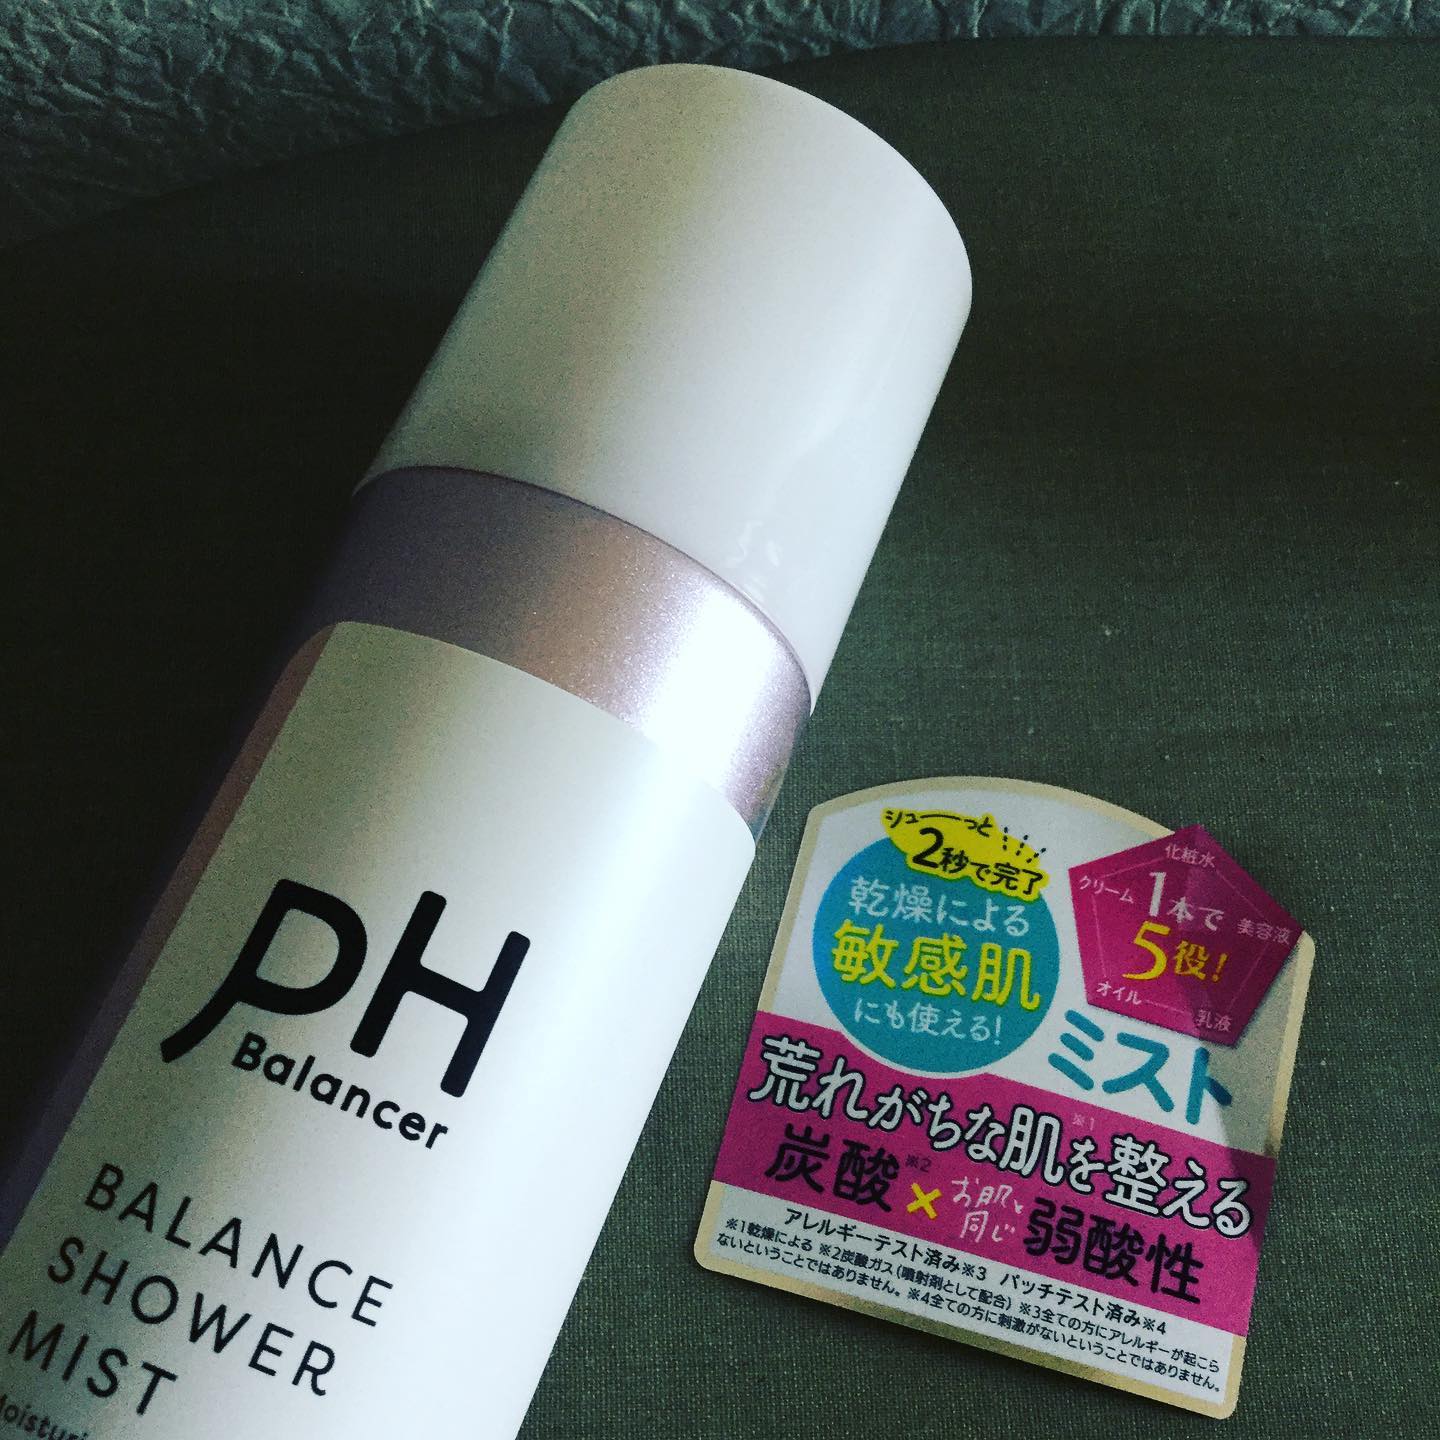 pH
Balancer
BALANCE
SHOWER
MIST
シューっと
2秒で完了
乾燥による
敏感肌
にも使える!
化粧水
クリーム
1本で
美容液
5役!
オイル
乳液
ミスト
荒れがちな肌※1を整える
炭酸※2×お肌と同じ弱酸性
アレルギーテスト済み※3 パッチテスト済み※4
※1乾燥による ※2炭酸ガス(噴射剤として配合) ※3全ての方にアレルギーが起こら
ないということではありません。 ※4全ての方に刺激がないということではありません。